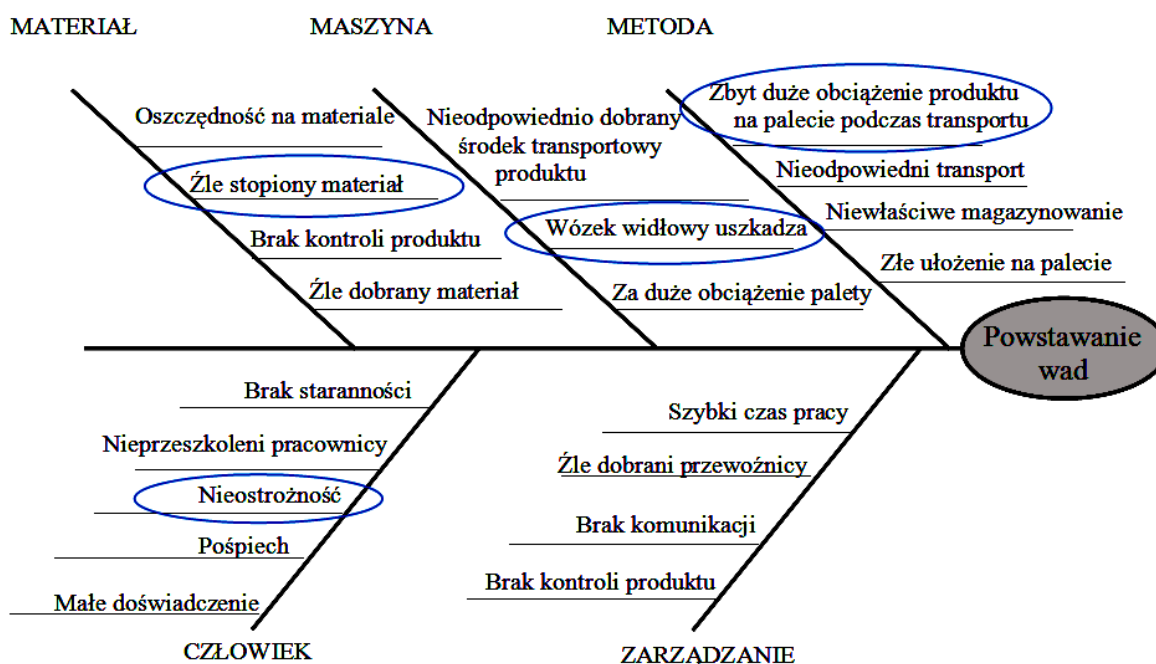 MATERIAŁ
MASZYNA
METODA
Oszczędność na materiale
Źle stopiony materiał
Brak kontroli produktu
Źle dobrany materiał
Nieodpowiednio dobrany
środek transportowy
produktu
Wózek widłowy uszkadza
Za duże obciążenie palety
Zbyt duże obciążenie produktu
na palecie podczas transportu
Nieodpowiedni transport
Niewłaściwe magazynowanie
Złe ułożenie na palecie
Powstawanie
wad
Brak staranności
Nieprzeszkoleni pracownicy
Nieostrożność
Pośpiech
Małe doświadczenie
CZŁOWIEK
Szybki czas pracy
Źle dobrani przewoźnicy
Brak komunikacji
Brak kontroli produktu
ZARZĄDZANIE